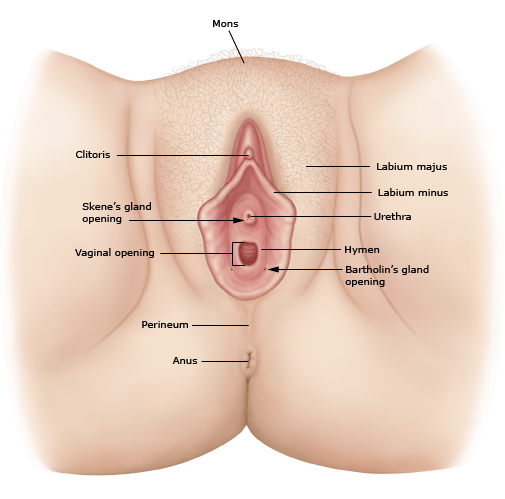 Mons
Clitoris
Labium majus
Labium minus
Skene's gland
opening
Urethra
Vaginal opening
Hymen
Bartholin's gland
opening
Perineum
Anus